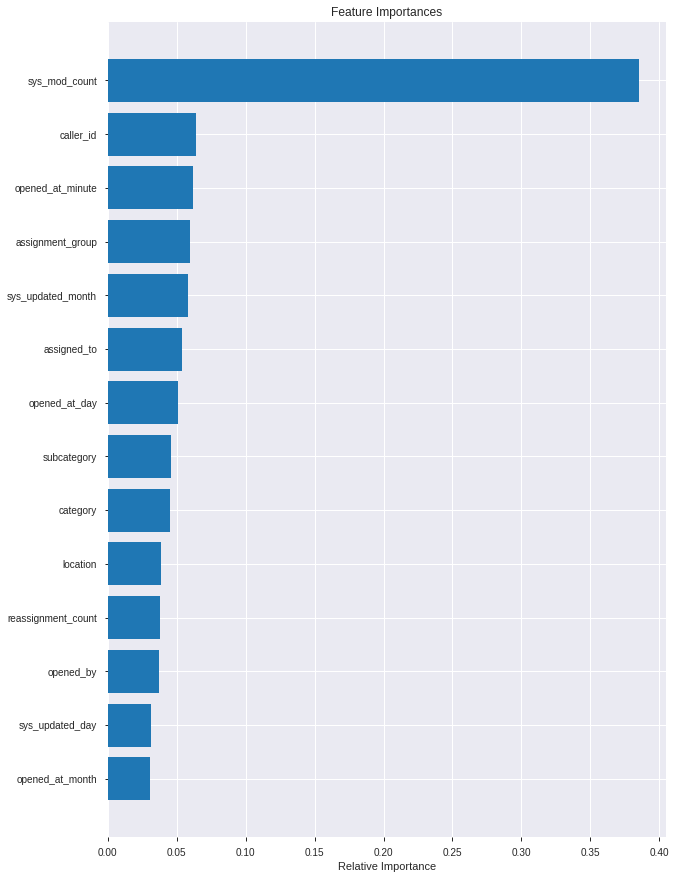 Feature Importances
sys_mod_count
caller_id
opened_at_minute
assignment_group
sys_updated_month
assigned_to
opened_at_day
subcategory
category
location
reassignment_count
opened_by
sys_updated_day
opened_at_month
0.00 0.05 0.10 0.15 0.20 0.25 0.30 0.35 0.40
Relative Importance